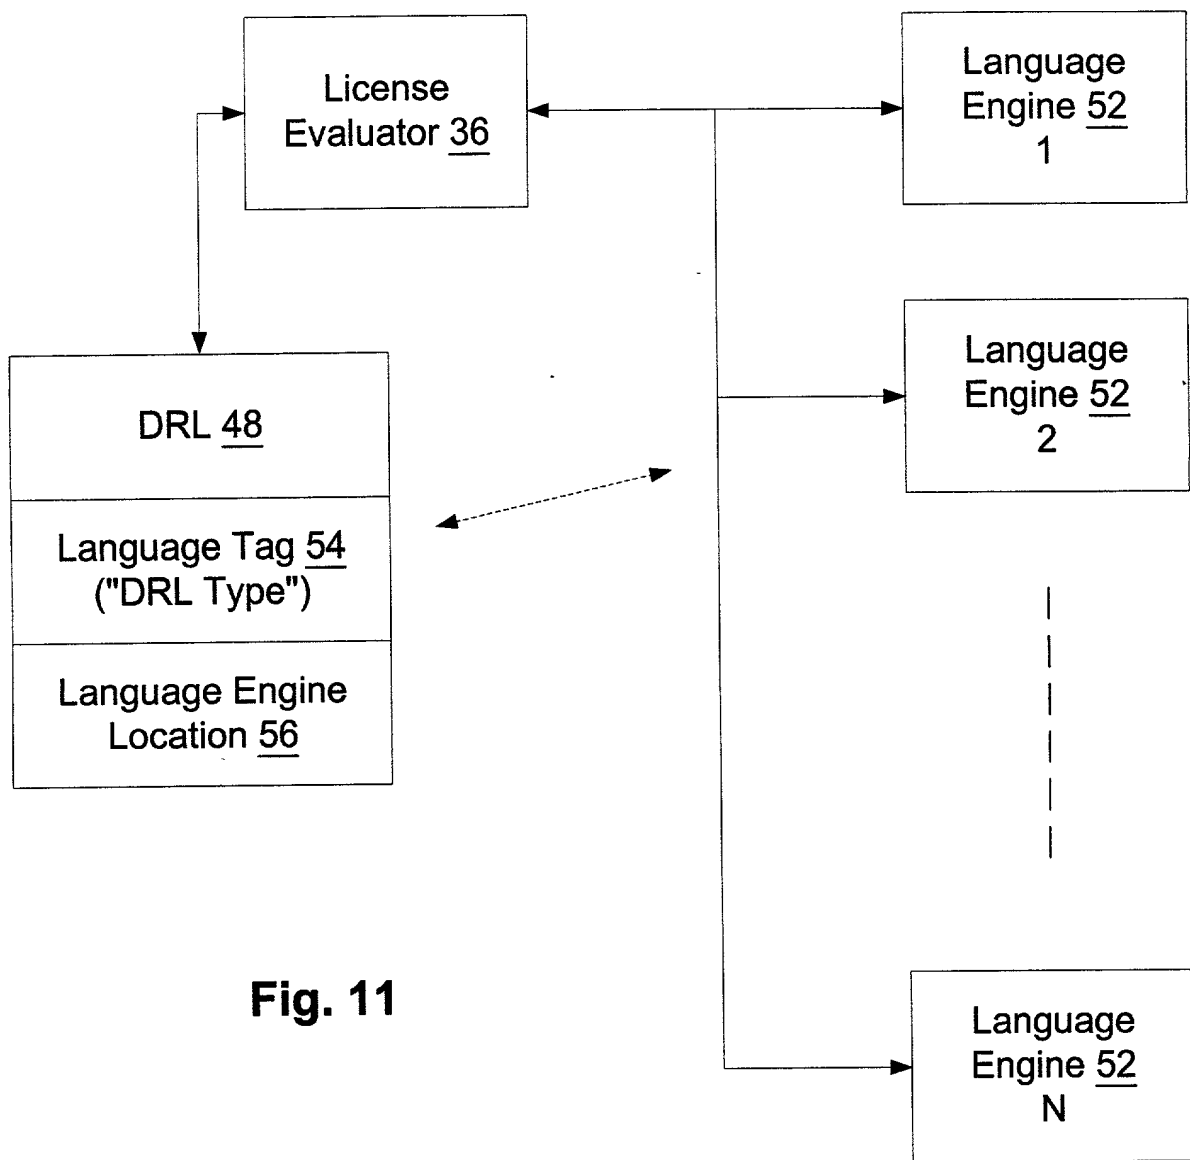 License
Evaluator 36
Language
Engine 52
1
Language
Engine 52
2
DRL 48
Language Tag 54
("DRL Type")
Language Engine
Location 56
Fig. 11
Language
Engine 52
N